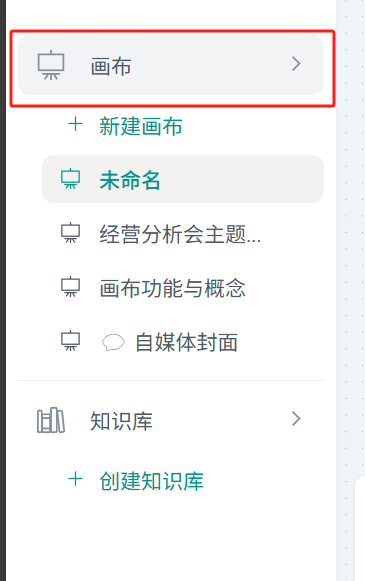 画布
新建画布
未命名
经营分析会主题...
画布功能与概念
自媒体封面
知识库
创建知识库